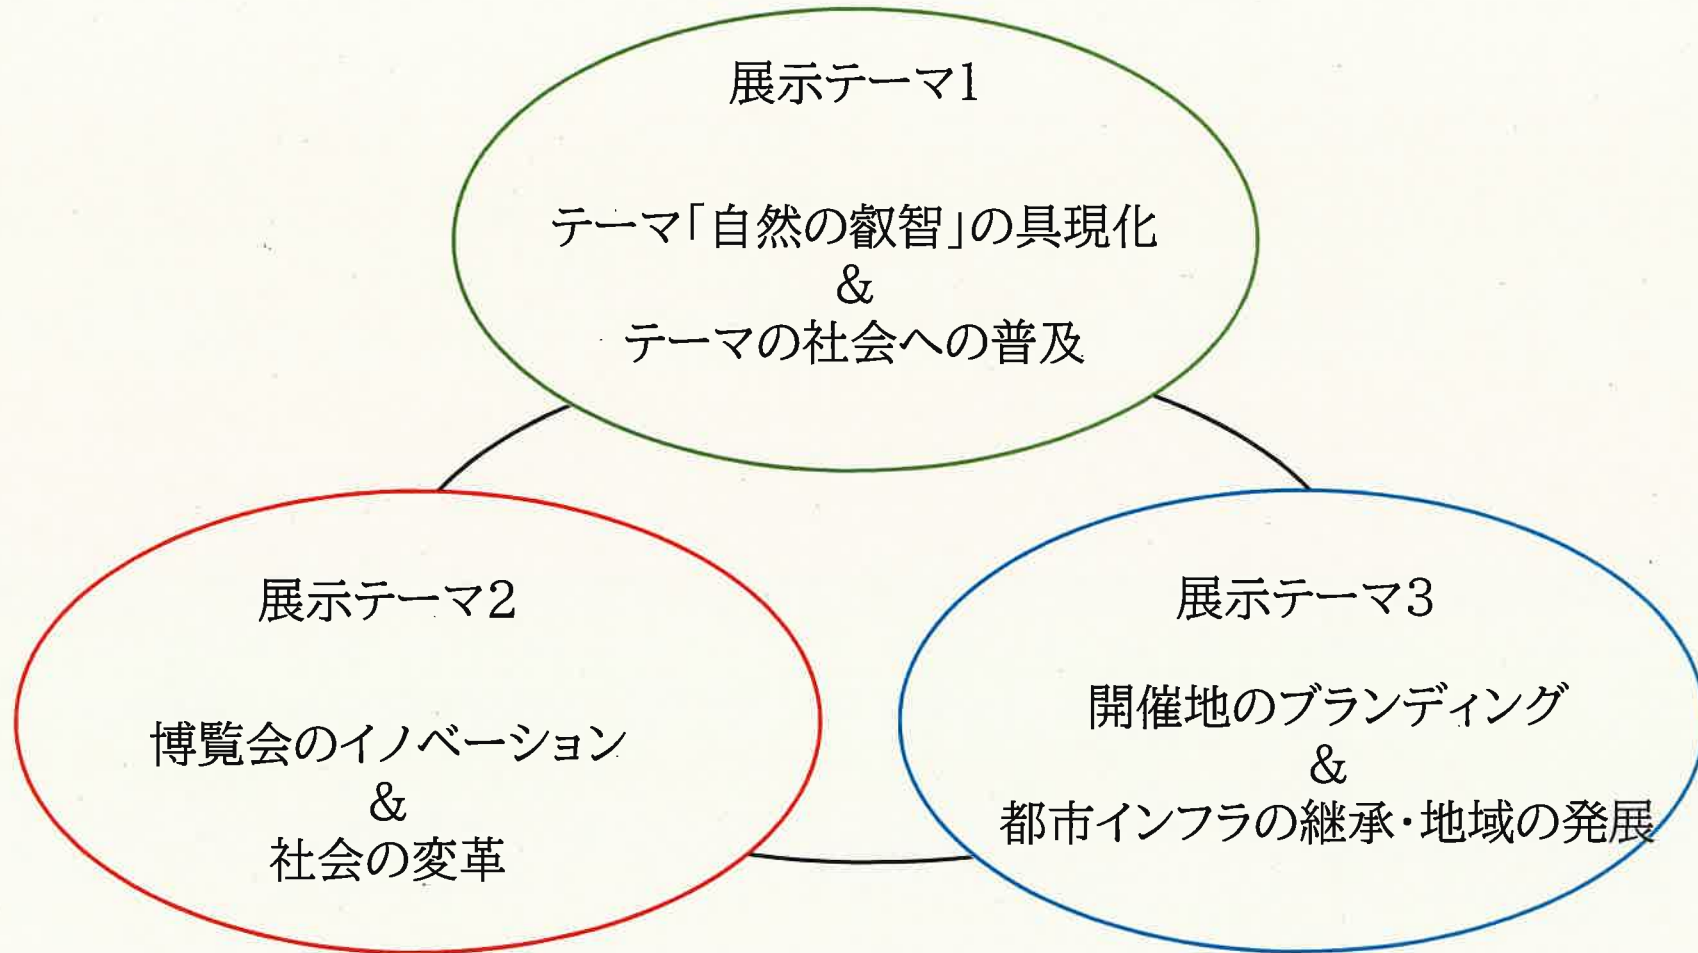 展示テーマ1
テーマ「自然の叡智」の具現化
&
テーマの社会への普及
展示テーマ2
博覧会のイノベーション
&
社会の変革
展示テーマ3
開催地のブランディング
&
都市インフラの継承・地域の発展